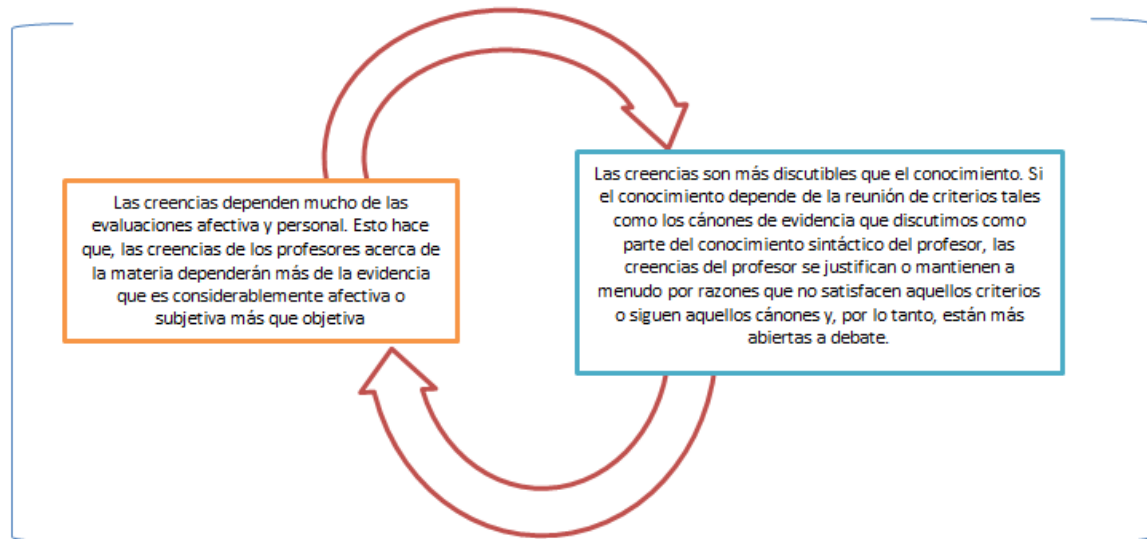 Las creencias dependen mucho de las
evaluaciones afectiva y personal. Esto hace
que, las creencias de los profesores acerca de
la materia dependerán más de la evidencia
que es considerablemente afectiva o
subjetiva más que objetiva
Las creencias son más discutibles que el conocimiento. Si
el conocimiento depende de la reunión de criterios tales
como los cánones de evidencia que discutimos como
parte del conocimiento sintáctico del profesor, las
creencias del profesor se justifican o mantienen a
menudo por razones que no satisfacen aquellos criterios
o siguen aquellos cánones y, por lo tanto, están más
abiertas a debate.